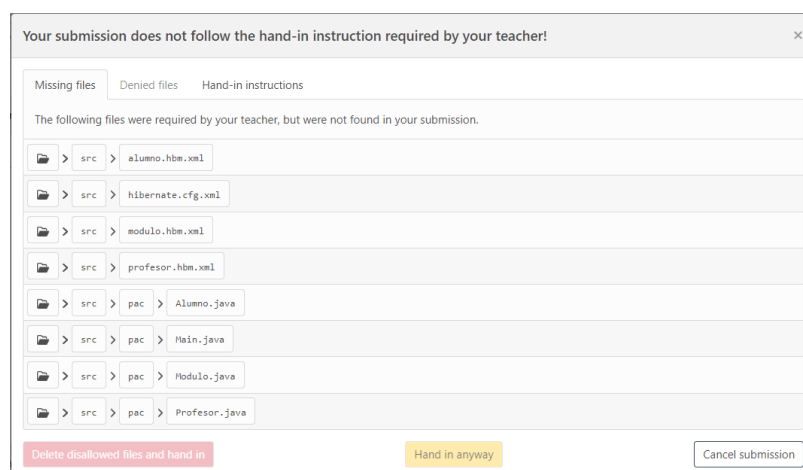 Your submission does not follow the hand-in instruction required by your teacher! ×
Missing files Denied files Hand-in instructions
The following files were required by your teacher, but were not found in your submission.
> src > alumno.hbm.xml
> src > hibernate.cfg.xml
> src > modulo.hbm.xml
> src > profesor.hbm.xml
> src > pac > Alumno.java
> src > pac > Main.java
> src > pac > Modulo.java
> src > pac > Profesor.java
Delete disallowed files and hand in Hand in anyway Cancel submission